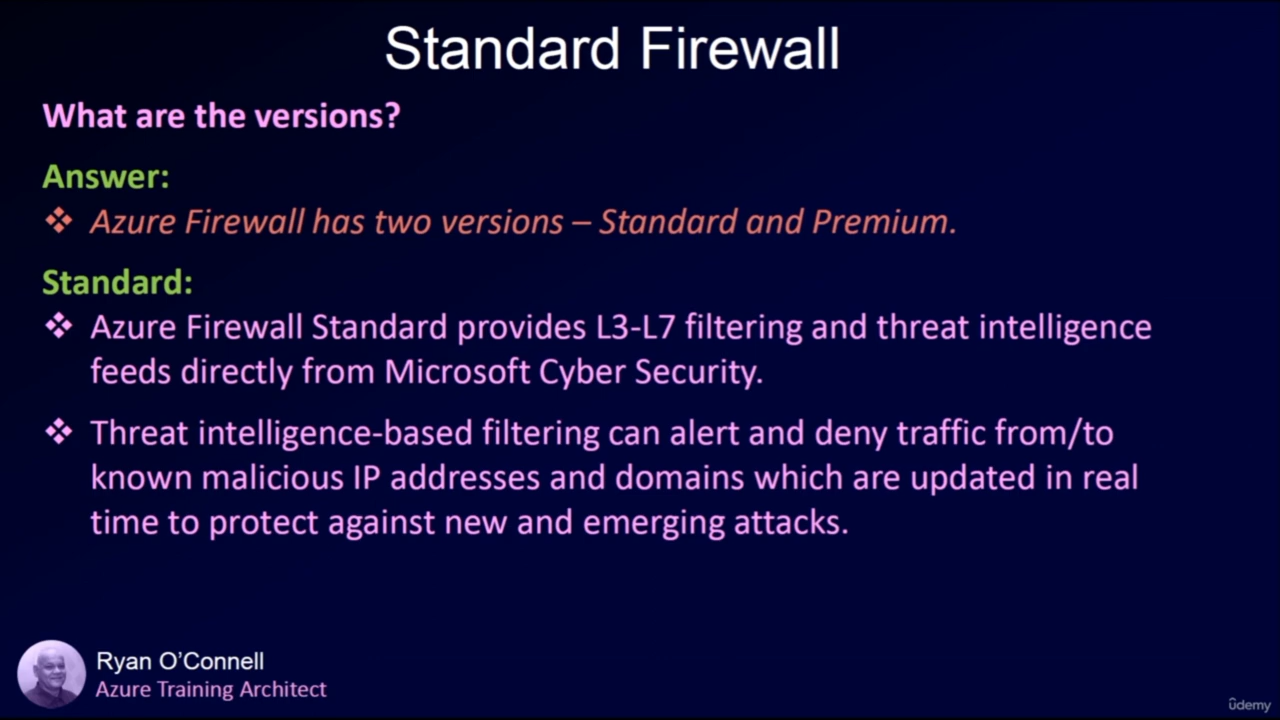 Standard Firewall
What are the versions?
Answer:
❖ Azure Firewall has two versions – Standard and Premium.
Standard:
❖ Azure Firewall Standard provides L3-L7 filtering and threat intelligence
feeds directly from Microsoft Cyber Security.
❖ Threat intelligence-based filtering can alert and deny traffic from/to
known malicious IP addresses and domains which are updated in real
time to protect against new and emerging attacks.
Ryan O’Connell
Azure Training Architect
ûdemy